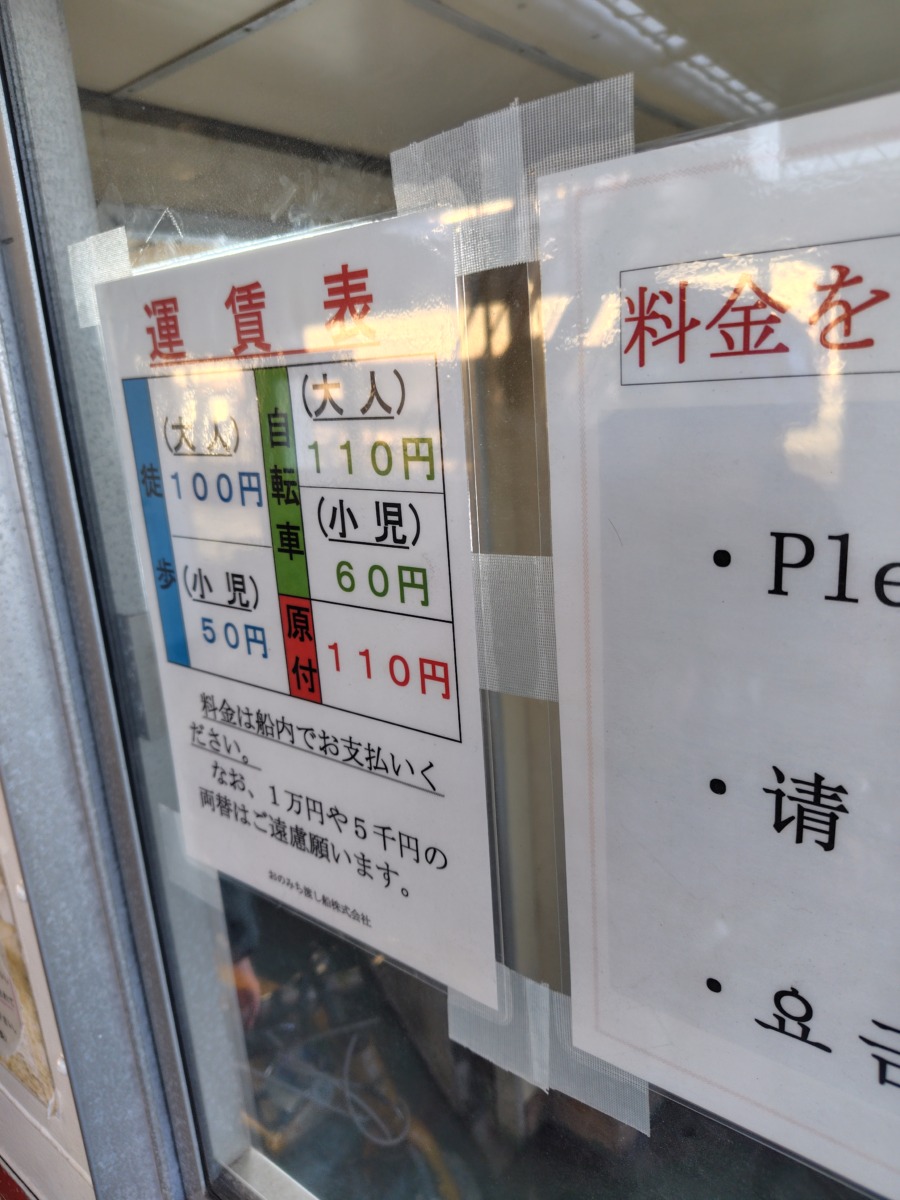 運賃表
徒歩
(大人)
100円
(小児)
50円
自転車
(大人)
110円
(小児)
60円
原付
110円
料金は船内でお支払いく
ださい。
なお、1万円や5千円の
両替はご遠慮願います。
おのみち渡し船株式会社
料金を
・Ple
・请
・요금